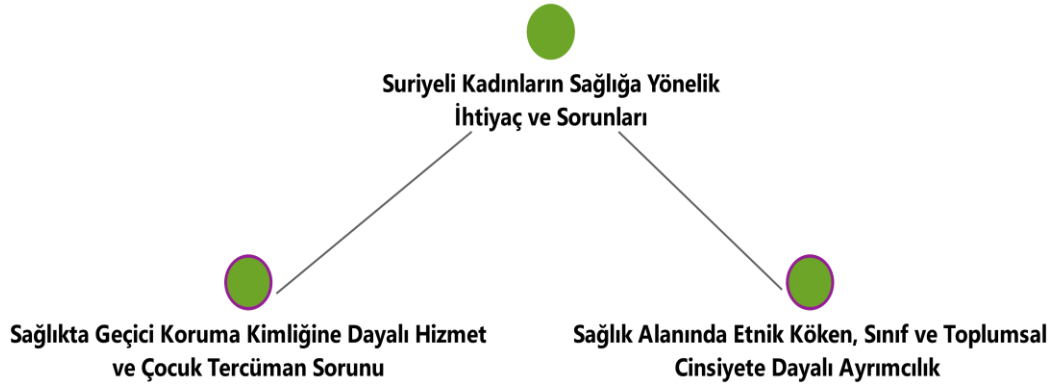 Suriyeli Kadınların Sağlığa Yönelik
İhtiyaç ve Sorunları
Sağlıkta Geçici Koruma Kimliğine Dayalı Hizmet
ve Çocuk Tercüman Sorunu
Sağlık Alanında Etnik Köken, Sınıf ve Toplumsal
Cinsiyete Dayalı Ayrımcılık